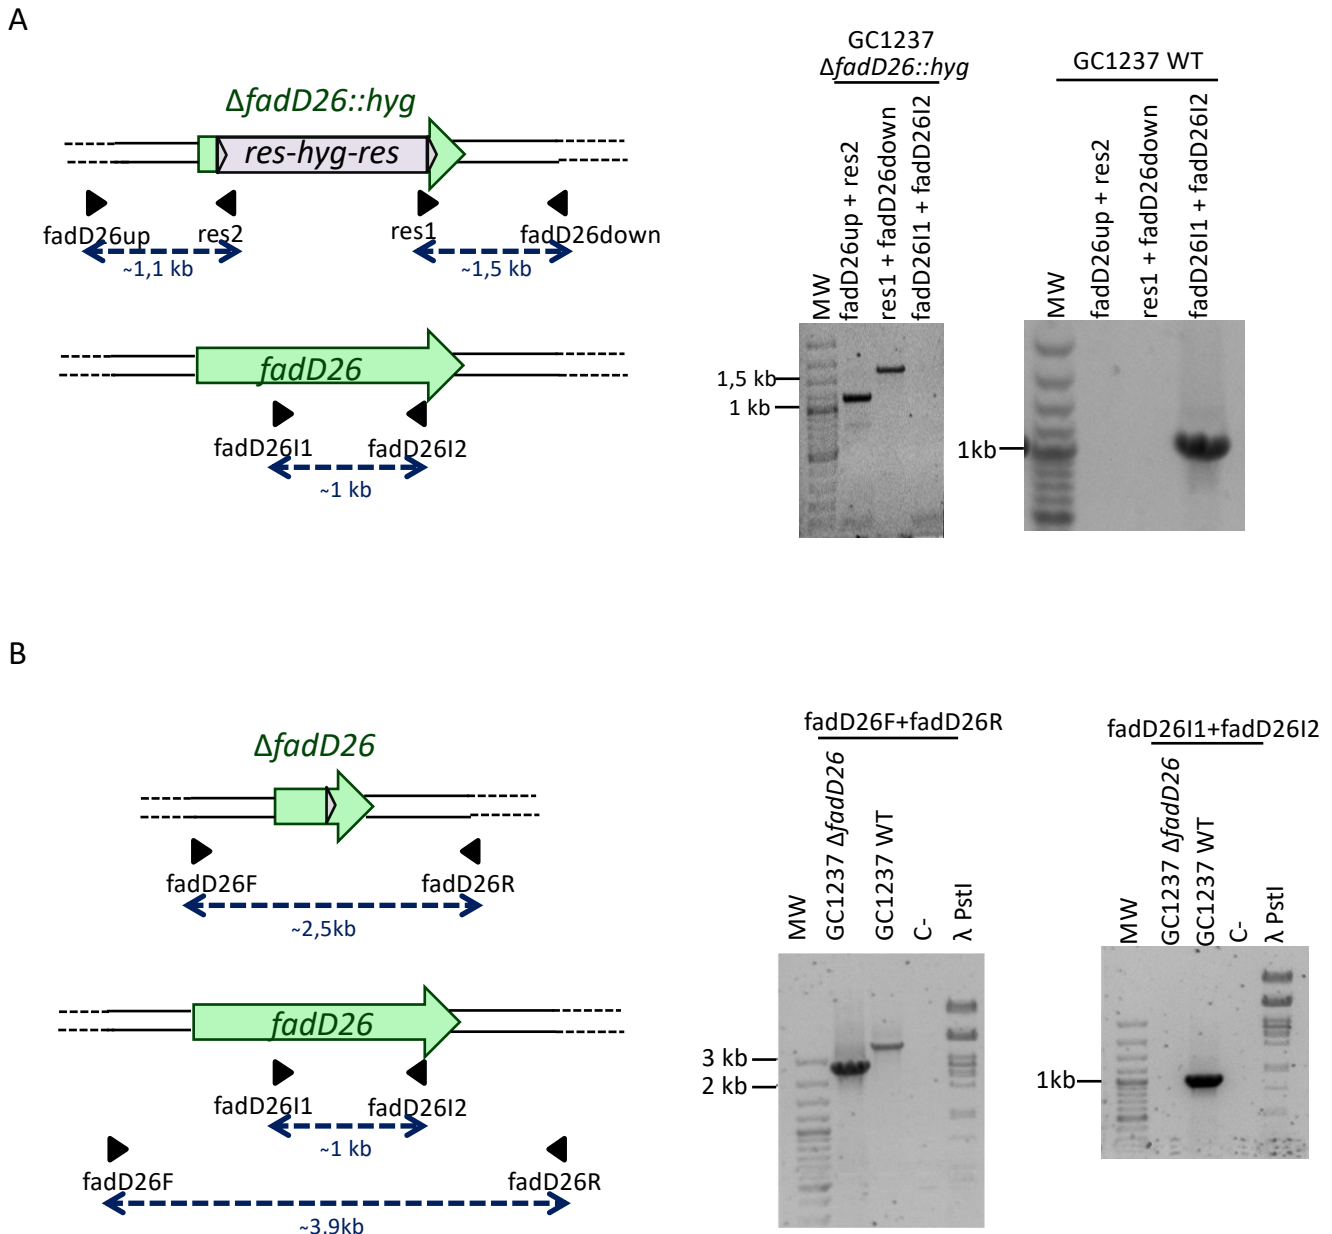 A
ΔfadD26::hyg
res-hyg-res
fadD26up
res2
res1
fadD26down
~1,1 kb
~1,5 kb
fadD26
fadD26I1
fadD26I2
~1 kb
GC1237
ΔfadD26::hyg
MW
fadD26up + res2
res1 + fadD26down
fadD26I1 + fadD26I2
1,5 kb
1 kb
GC1237 WT
MW
fadD26up + res2
res1 + fadD26down
fadD26I1 + fadD26I2
1kb
B
ΔfadD26
fadD26F
fadD26R
~2,5kb
fadD26
fadD26I1
fadD26I2
~1 kb
fadD26F
fadD26R
~3,9kb
fadD26F+fadD26R
MW
GC1237 ΔfadD26
GC1237 WT
C-
λ PstI
3 kb
2 kb
fadD26I1+fadD26I2
MW
GC1237 ΔfadD26
GC1237 WT
C-
λ PstI
1kb